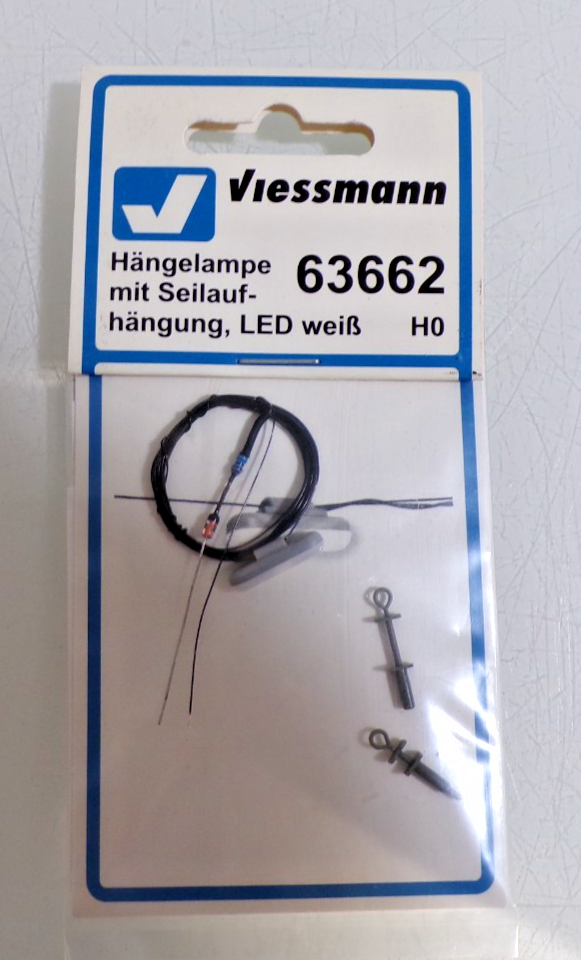 Viessmann
Hängelampe 63662
mit Seilauf-
hängung, LED weiß H0